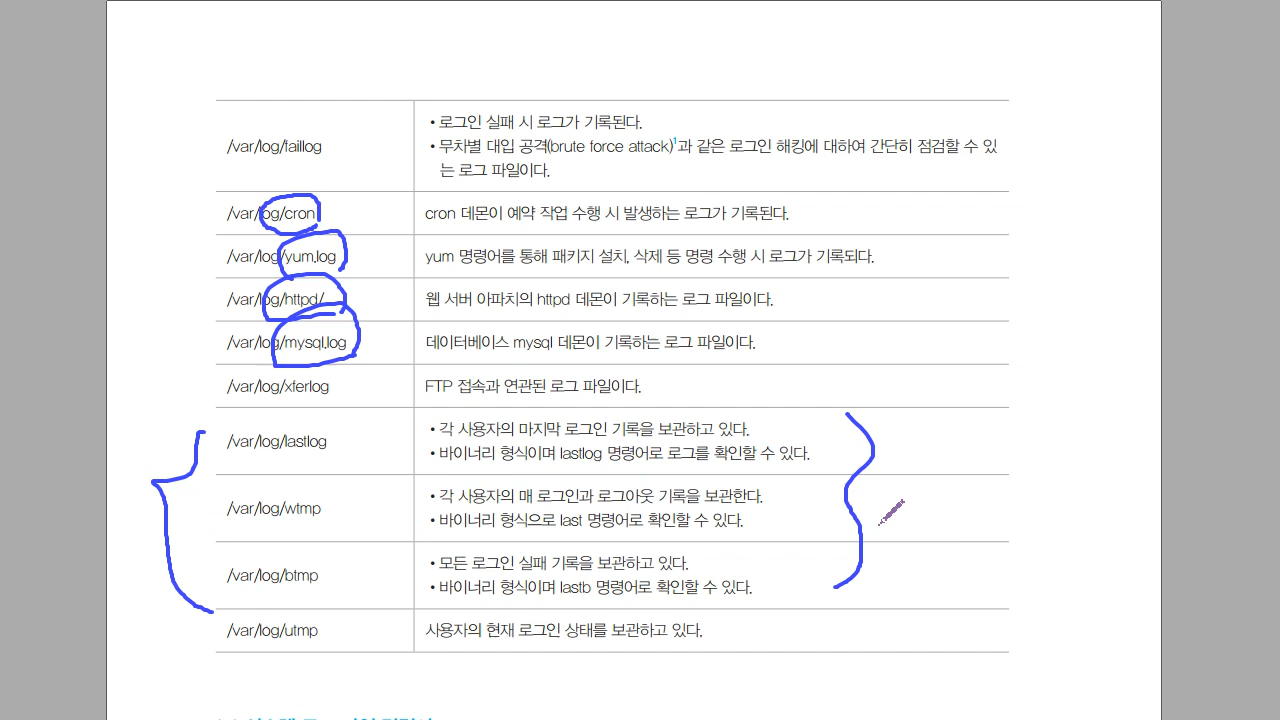 /var/log/faillog
• 로그인 실패 시 로그가 기록된다.
• 무차별 대입 공격(brute force attack)1과 같은 로그인 해킹에 대하여 간단히 점검할 수 있
는 로그 파일이다.
/var/log/cron
cron 데몬이 예약 작업 수행 시 발생하는 로그가 기록된다.
/var/log/yum.log
yum 명령어를 통해 패키지 설치, 삭제 등 명령 수행 시 로그가 기록되다.
/var/log/httpd/
웹 서버 아파치의 httpd 데몬이 기록하는 로그 파일이다.
/var/log/mysql.log
데이터베이스 mysql 데몬이 기록하는 로그 파일이다.
/var/log/xferlog
FTP 접속과 연관된 로그 파일이다.
/var/log/lastlog
• 각 사용자의 마지막 로그인 기록을 보관하고 있다.
• 바이너리 형식이며 lastlog 명령어로 로그를 확인할 수 있다.
/var/log/wtmp
• 각 사용자의 매 로그인과 로그아웃 기록을 보관한다.
• 바이너리 형식으로 last 명령어로 확인할 수 있다.
/var/log/btmp
• 모든 로그인 실패 기록을 보관하고 있다.
• 바이너리 형식이며 lastb 명령어로 확인할 수 있다.
/var/log/utmp
사용자의 현재 로그인 상태를 보관하고 있다.